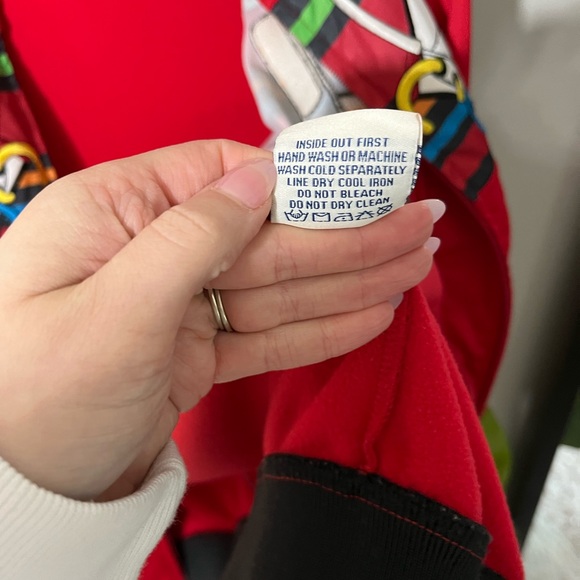 INSIDE OUT FIRST
HAND WASH OR MACHINE
WASH COLD SEPARATELY
LINE DRY COOL IRON
DO NOT BLEACH
DO NOT DRY CLEAN